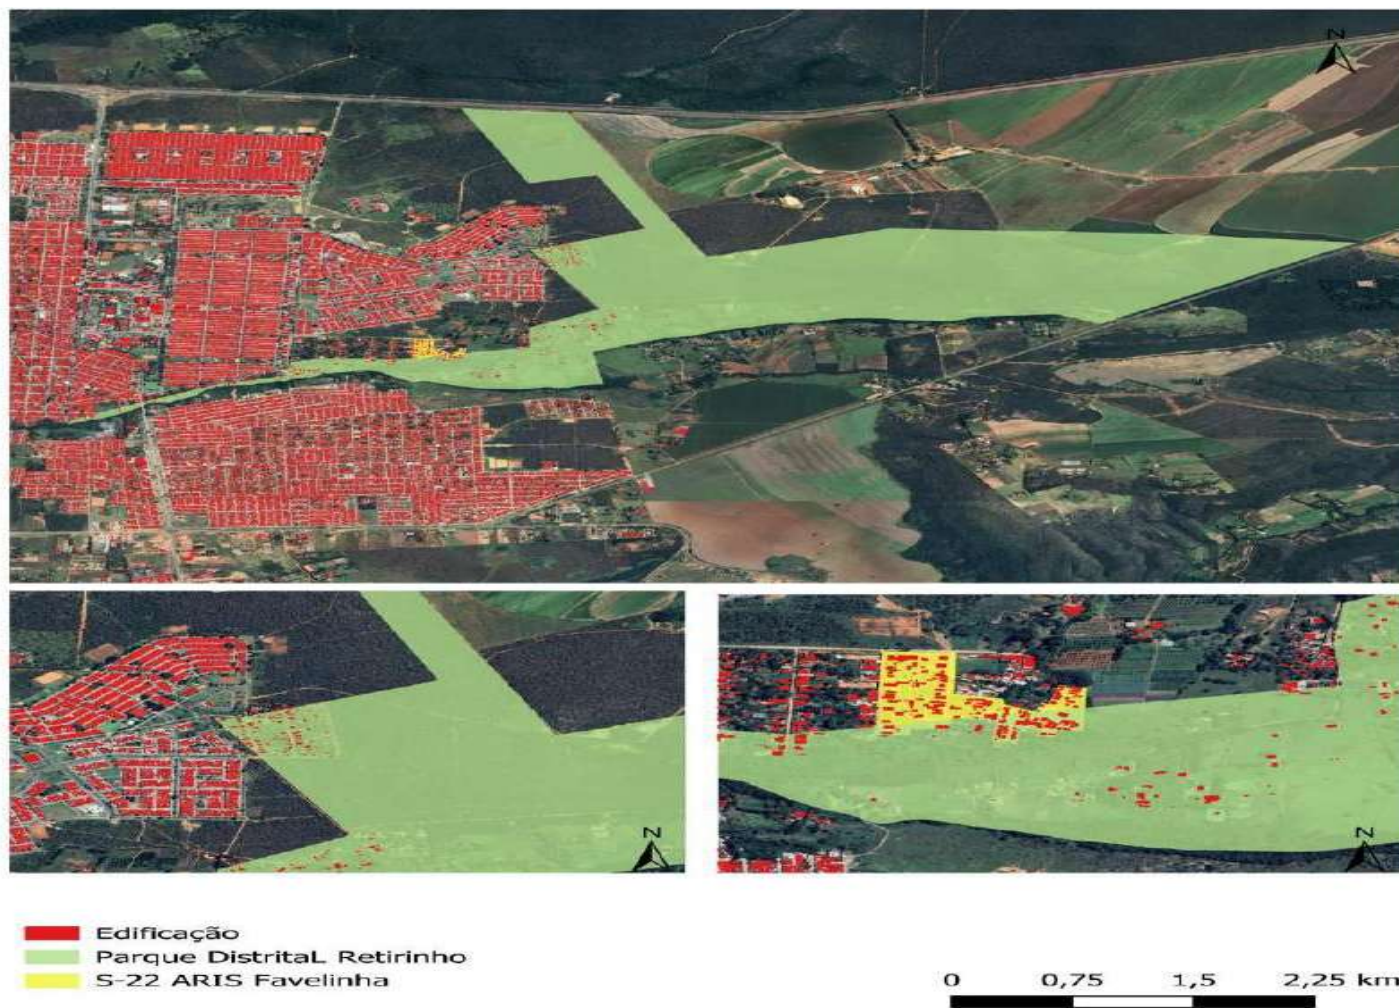 N
N
N
Edificação
Parque DistritaL Retirinho
S-22 ARIS Favelinha
0 0,75 1,5 2,25 km